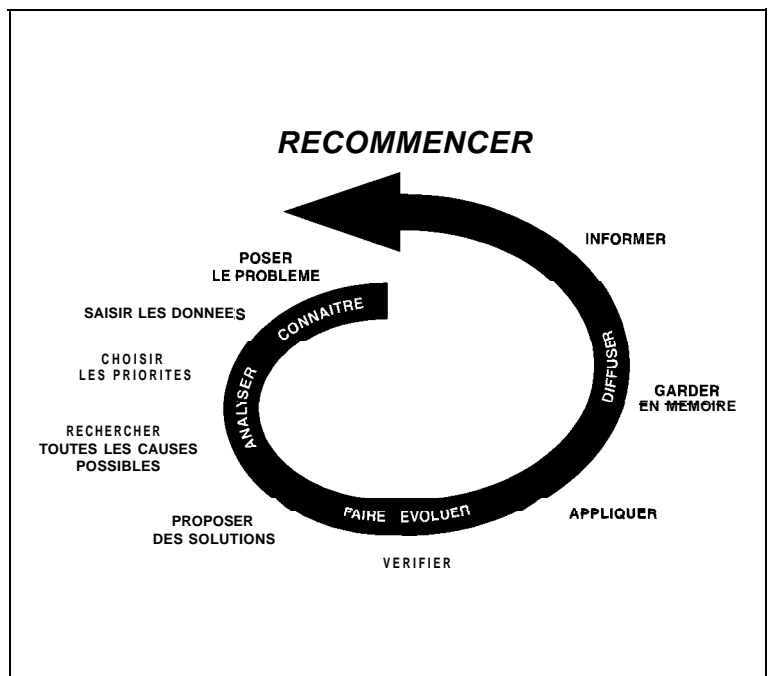 RECOMMENCER
POSER
LE PROBLEME
SAISIR LES DONNEES
CHOISIR
LES PRIORITES
RECHERCHER
TOUTES LES CAUSES
POSSIBLES
PROPOSER
DES SOLUTIONS
VERIFIER
APPLIQUER
GARDER
EN MEMOIRE
INFORMER
CONNAITRE
ANALYSER
FAIRE EVOLUER
DIFFUSER